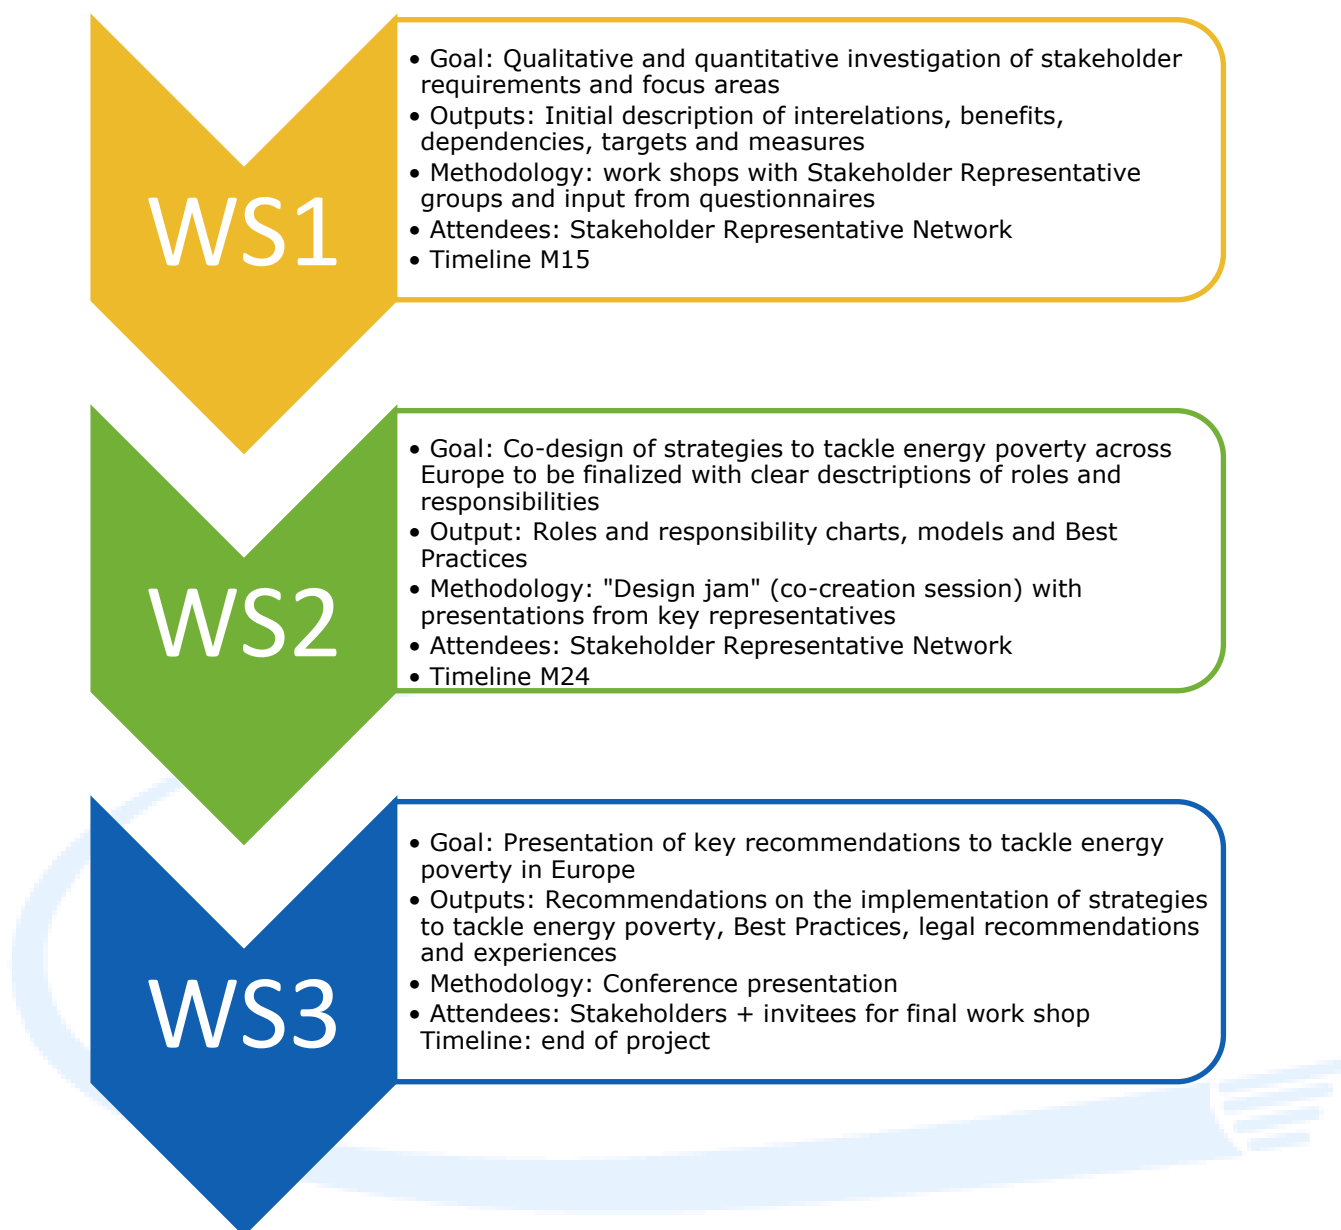 WS1
• Goal: Qualitative and quantitative investigation of stakeholder
requirements and focus areas
• Outputs: Initial description of interelations, benefits,
dependencies, targets and measures
• Methodology: work shops with Stakeholder Representative
groups and input from questionnaires
• Attendees: Stakeholder Representative Network
• Timeline M15
WS2
• Goal: Co-design of strategies to tackle energy poverty across
Europe to be finalized with clear desctriptions of roles and
responsibilities
• Output: Roles and responsibility charts, models and Best
Practices
• Methodology: "Design jam" (co-creation session) with
presentations from key representatives
• Attendees: Stakeholder Representative Network
• Timeline M24
WS3
• Goal: Presentation of key recommendations to tackle energy
poverty in Europe
• Outputs: Recommendations on the implementation of strategies
to tackle energy poverty, Best Practices, legal recommendations
and experiences
• Methodology: Conference presentation
• Attendees: Stakeholders + invitees for final work shop
Timeline: end of project